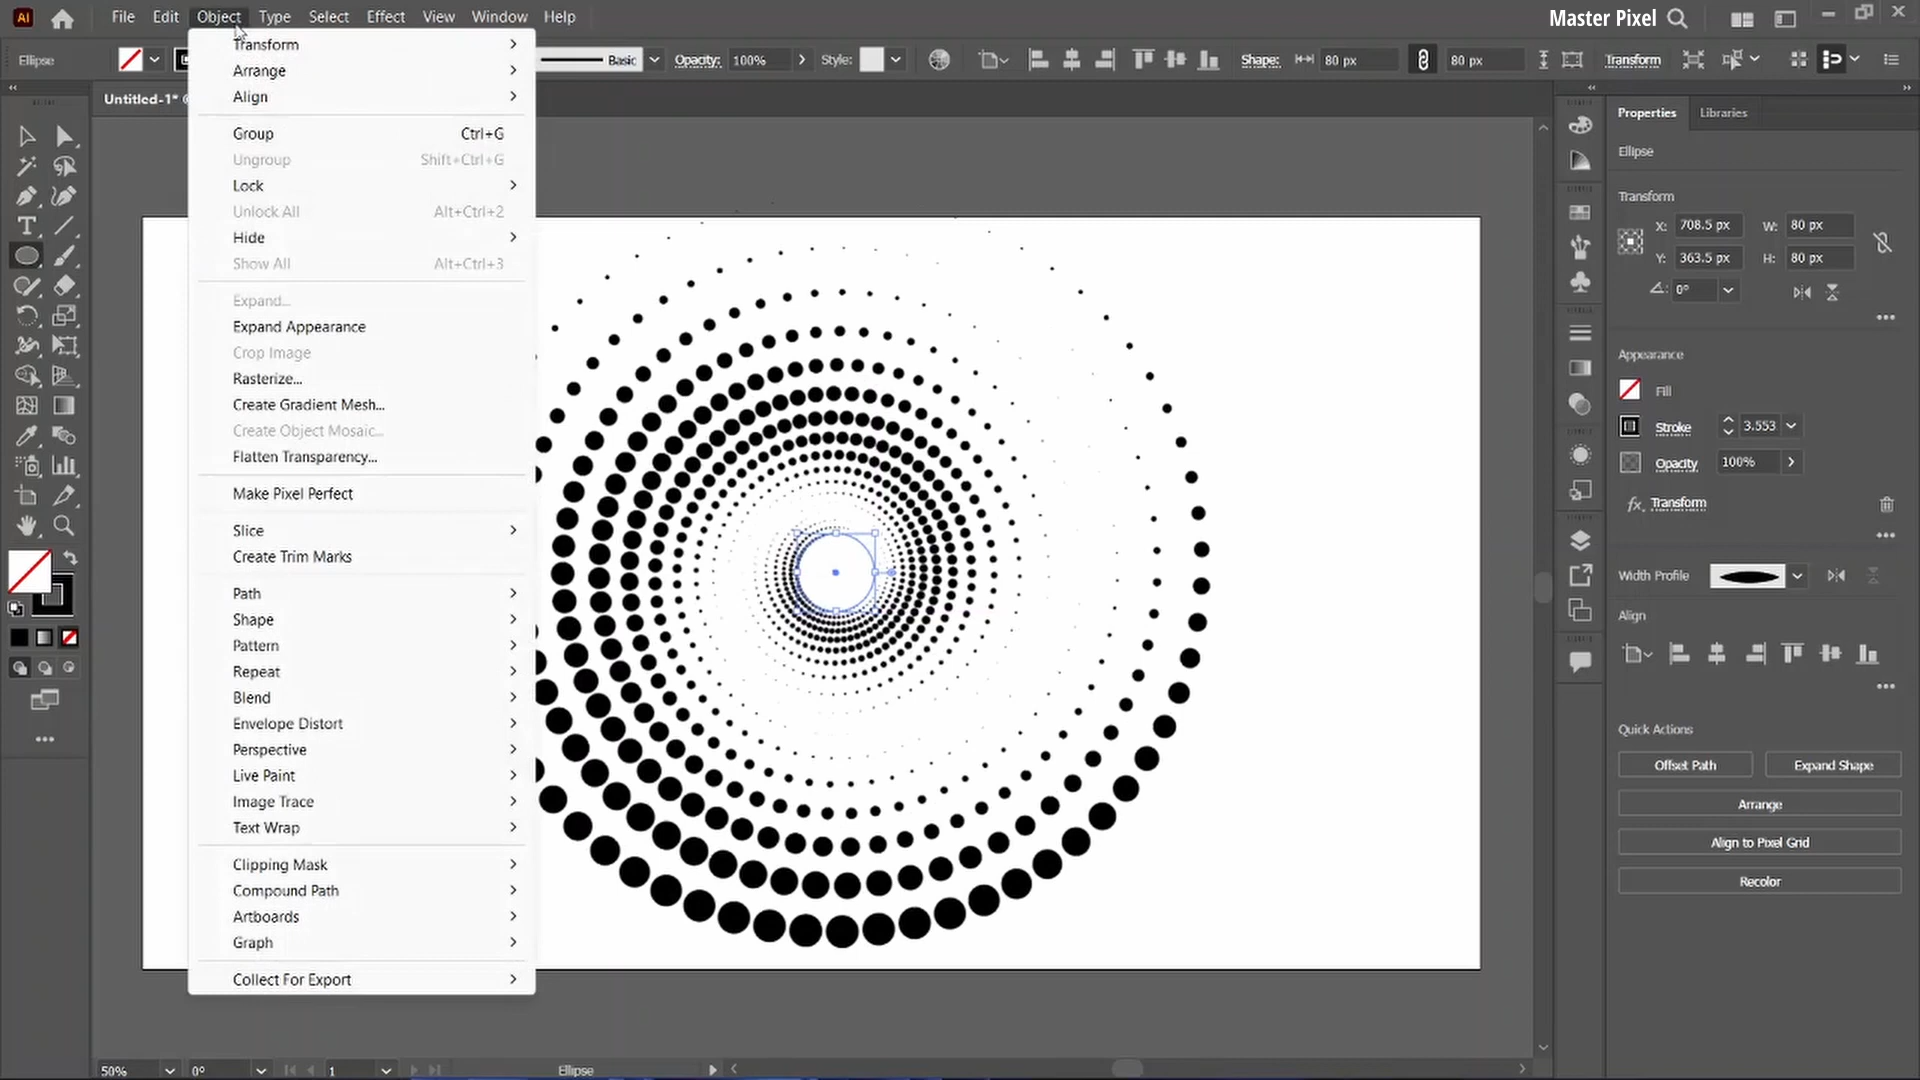 Ai File Edit Object Type Select Effect View Window Help Master Pixel
Ellipse Basic Opacity: 100% Style: Shape: 80 px 80 px Transform
Untitled-1*
Transform
Arrange
Align
Group Ctrl+G
Ungroup Shift+Ctrl+G
Lock
Unlock All Alt+Ctrl+2
Hide
Show All Alt+Ctrl+3
Expand...
Expand Appearance
Crop Image
Rasterize...
Create Gradient Mesh...
Create Object Mosaic...
Flatten Transparency...
Make Pixel Perfect
Slice
Create Trim Marks
Path
Shape
Pattern
Repeat
Blend
Envelope Distort
Perspective
Live Paint
Image Trace
Text Wrap
Clipping Mask
Compound Path
Artboards
Graph
Collect For Export
Properties Libraries
Ellipse
Transform
X: 708.5 px W: 80 px
Y: 363.5 px H: 80 px
0°
Appearance
Fill
Stroke 3.553
Opacity 100%
fx Transform
Width Profile
Align
Quick Actions
Offset Path Expand Shape
Arrange
Align to Pixel Grid
Recolor
50% 0° 1 Ellipse